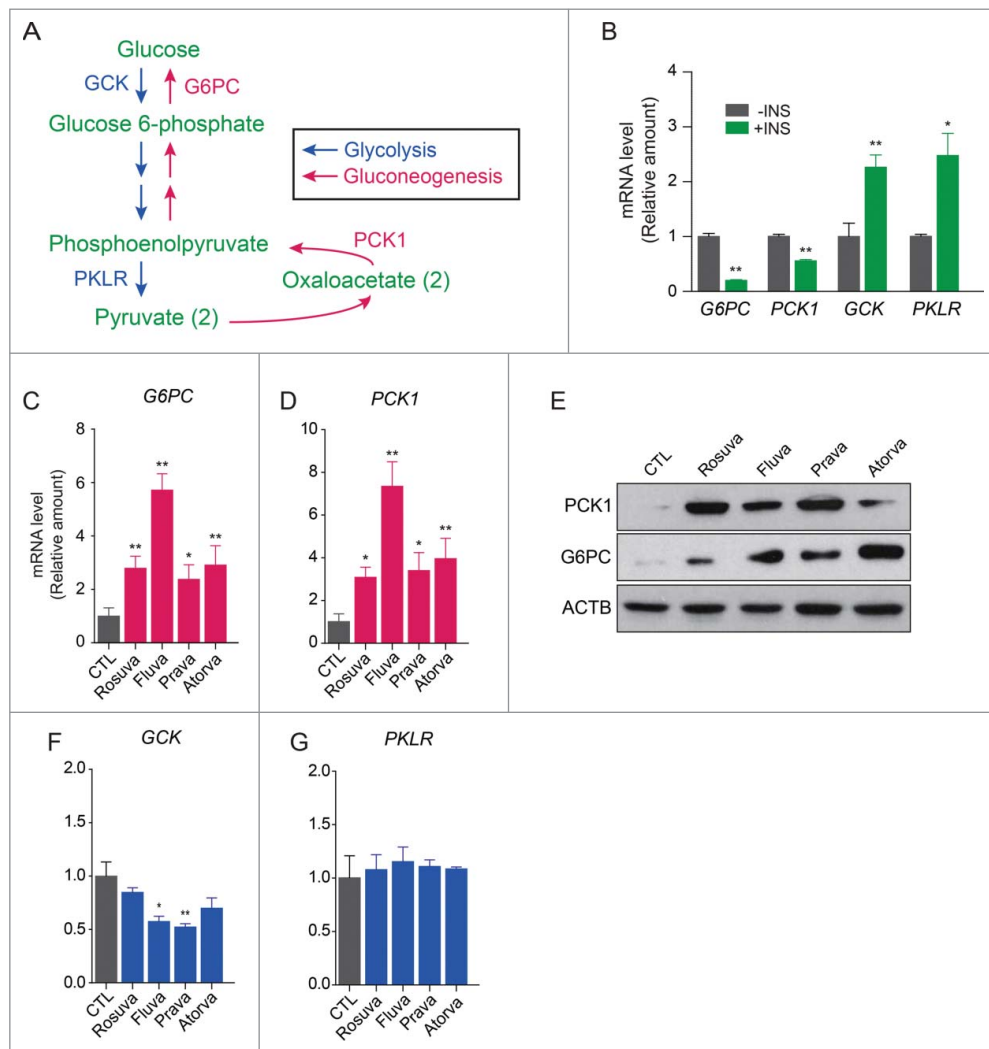 A
Glucose
GCK
G6PC
Glucose 6-phosphate
Glycolysis
Gluconeogenesis
Phosphoenolpyruvate
PCK1
PKLR
Oxaloacetate (2)
Pyruvate (2)
B
mRNA level
(Relative amount)
4
3
2
1
0
-INS
+INS
**
**
**
*
G6PC
PCK1
GCK
PKLR
C
G6PC
mRNA level
(Relative amount)
8
6
4
2
0
**
**
*
**
CTL
Rosuva
Fluva
Prava
Atorva
D
PCK1
10
8
6
4
2
0
*
**
*
**
CTL
Rosuva
Fluva
Prava
Atorva
E
CTL
Rosuva
Fluva
Prava
Atorva
PCK1
G6PC
ACTB
F
GCK
2.0
1.5
1.0
0.5
0.0
*
**
CTL
Rosuva
Fluva
Prava
Atorva
G
PKLR
2.0
1.5
1.0
0.5
0.0
CTL
Rosuva
Fluva
Prava
Atorva